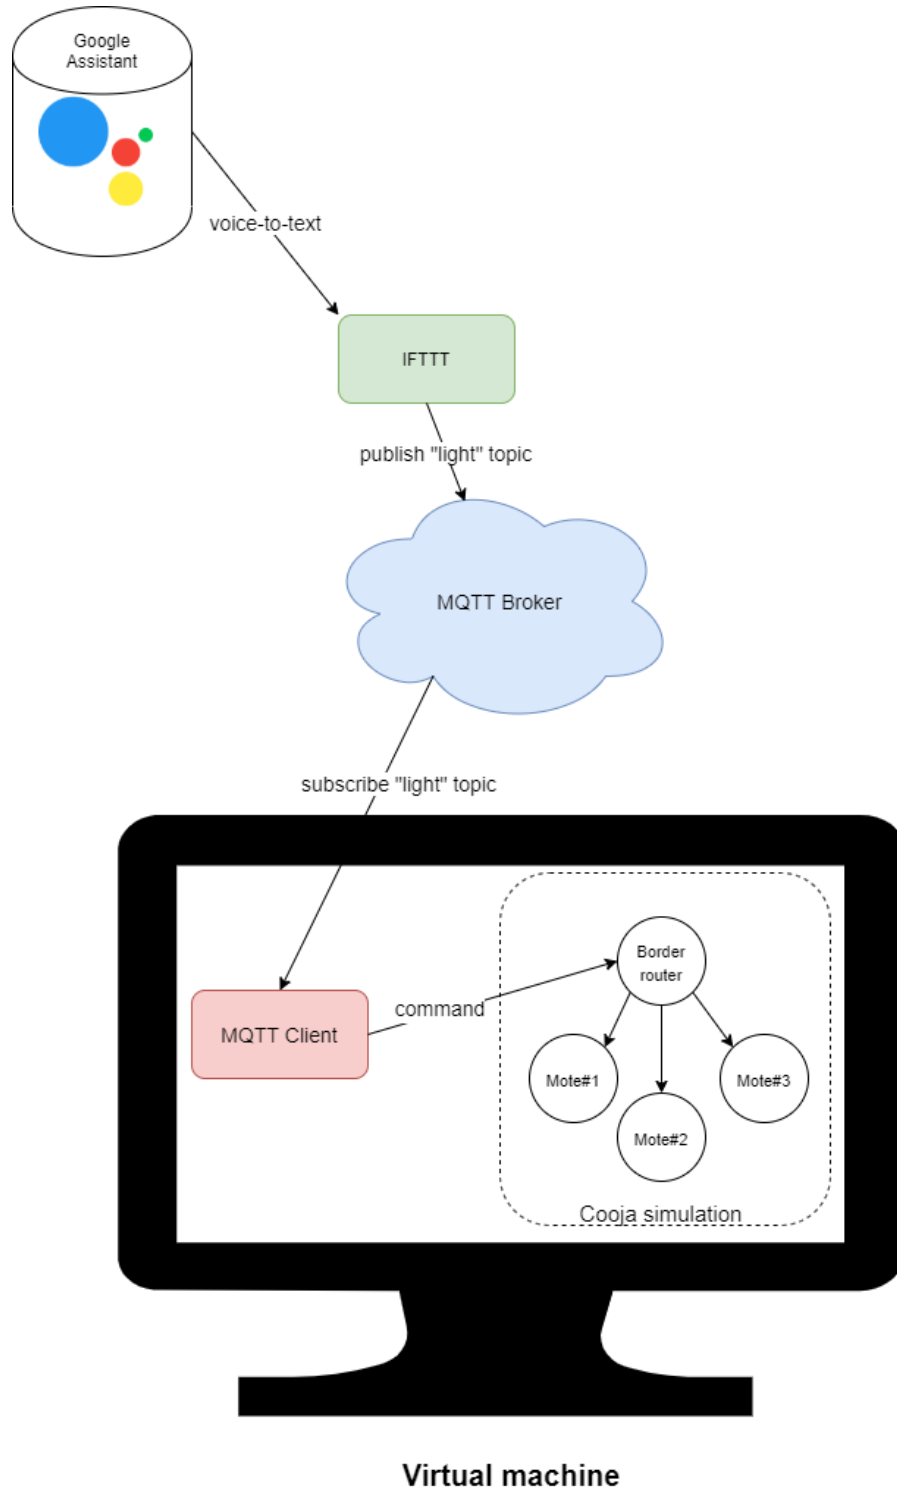 Google
Assistant
voice-to-text
IFTTT
publish "light" topic
MQTT Broker
subscribe "light" topic
Border
router
command
MQTT Client
Mote#1
Mote#3
Mote#2
Cooja simulation
Virtual machine